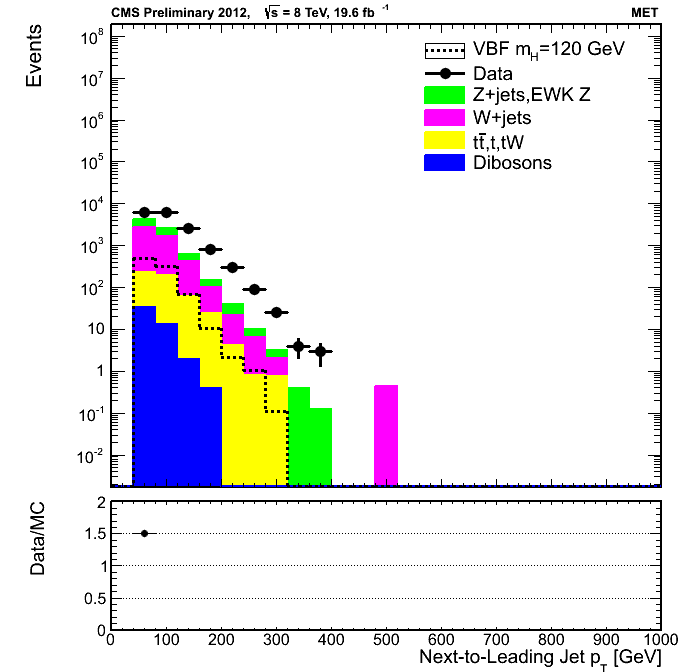 CMS Preliminary 2012, √s = 8 TeV, 19.6 fb⁻¹ MET
Events
10⁸
10⁷
10⁶
10⁵
10⁴
10³
10²
10
1
10⁻¹
10⁻²
VBF m_H=120 GeV
Data
Z+jets,EWK Z
W+jets
tt̄,t,tW
Dibosons
Data/MC
2
1.5
1
0.5
0
0 100 200 300 400 500 600 700 800 900 1000
Next-to-Leading Jet p_T [GeV]